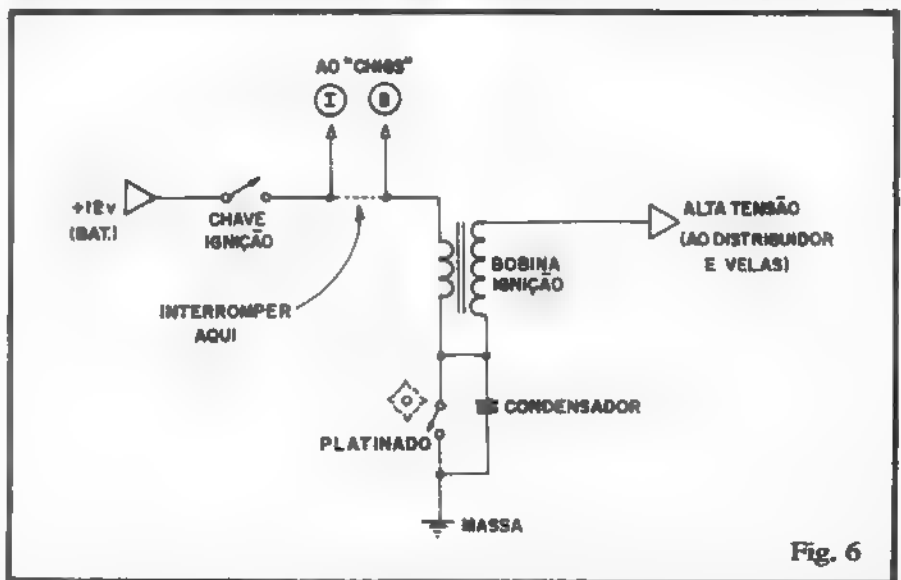 AO "CHIGS"
I B
+12v
(BAT.)
CHAVE
IGNIÇÃO
ALTA TENSÃO
(AO DISTRIBUIDOR
E VELAS)
BOBINA
IGNIÇÃO
INTERROMPER
AQUI
CONDENSADOR
PLATINADO
MASSA
Fig. 6